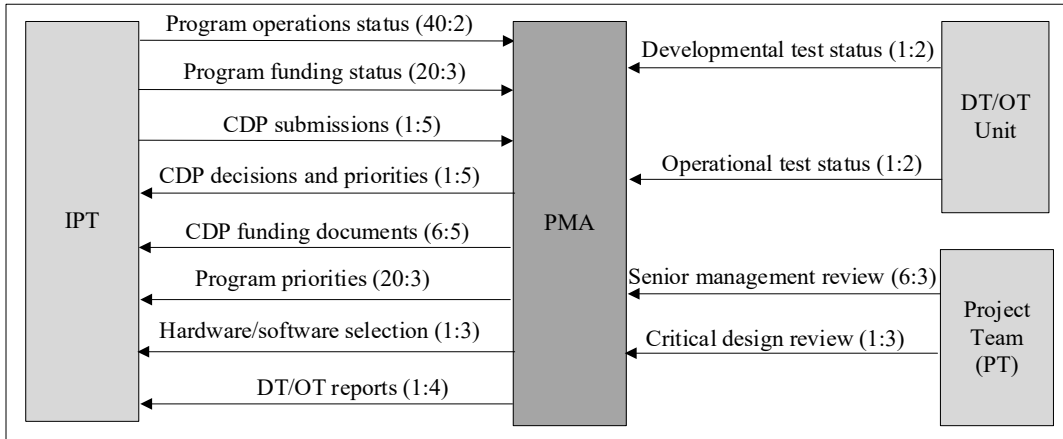 Program operations status (40:2)
Program funding status (20:3)
CDP submissions (1:5)
CDP decisions and priorities (1:5)
IPT
CDP funding documents (6:5)
Program priorities (20:3)
Hardware/software selection (1:3)
DT/OT reports (1:4)
PMA
Developmental test status (1:2)
Operational test status (1:2)
DT/OT
Unit
Senior management review (6:3)
Critical design review (1:3)
Project
Team
(PT)